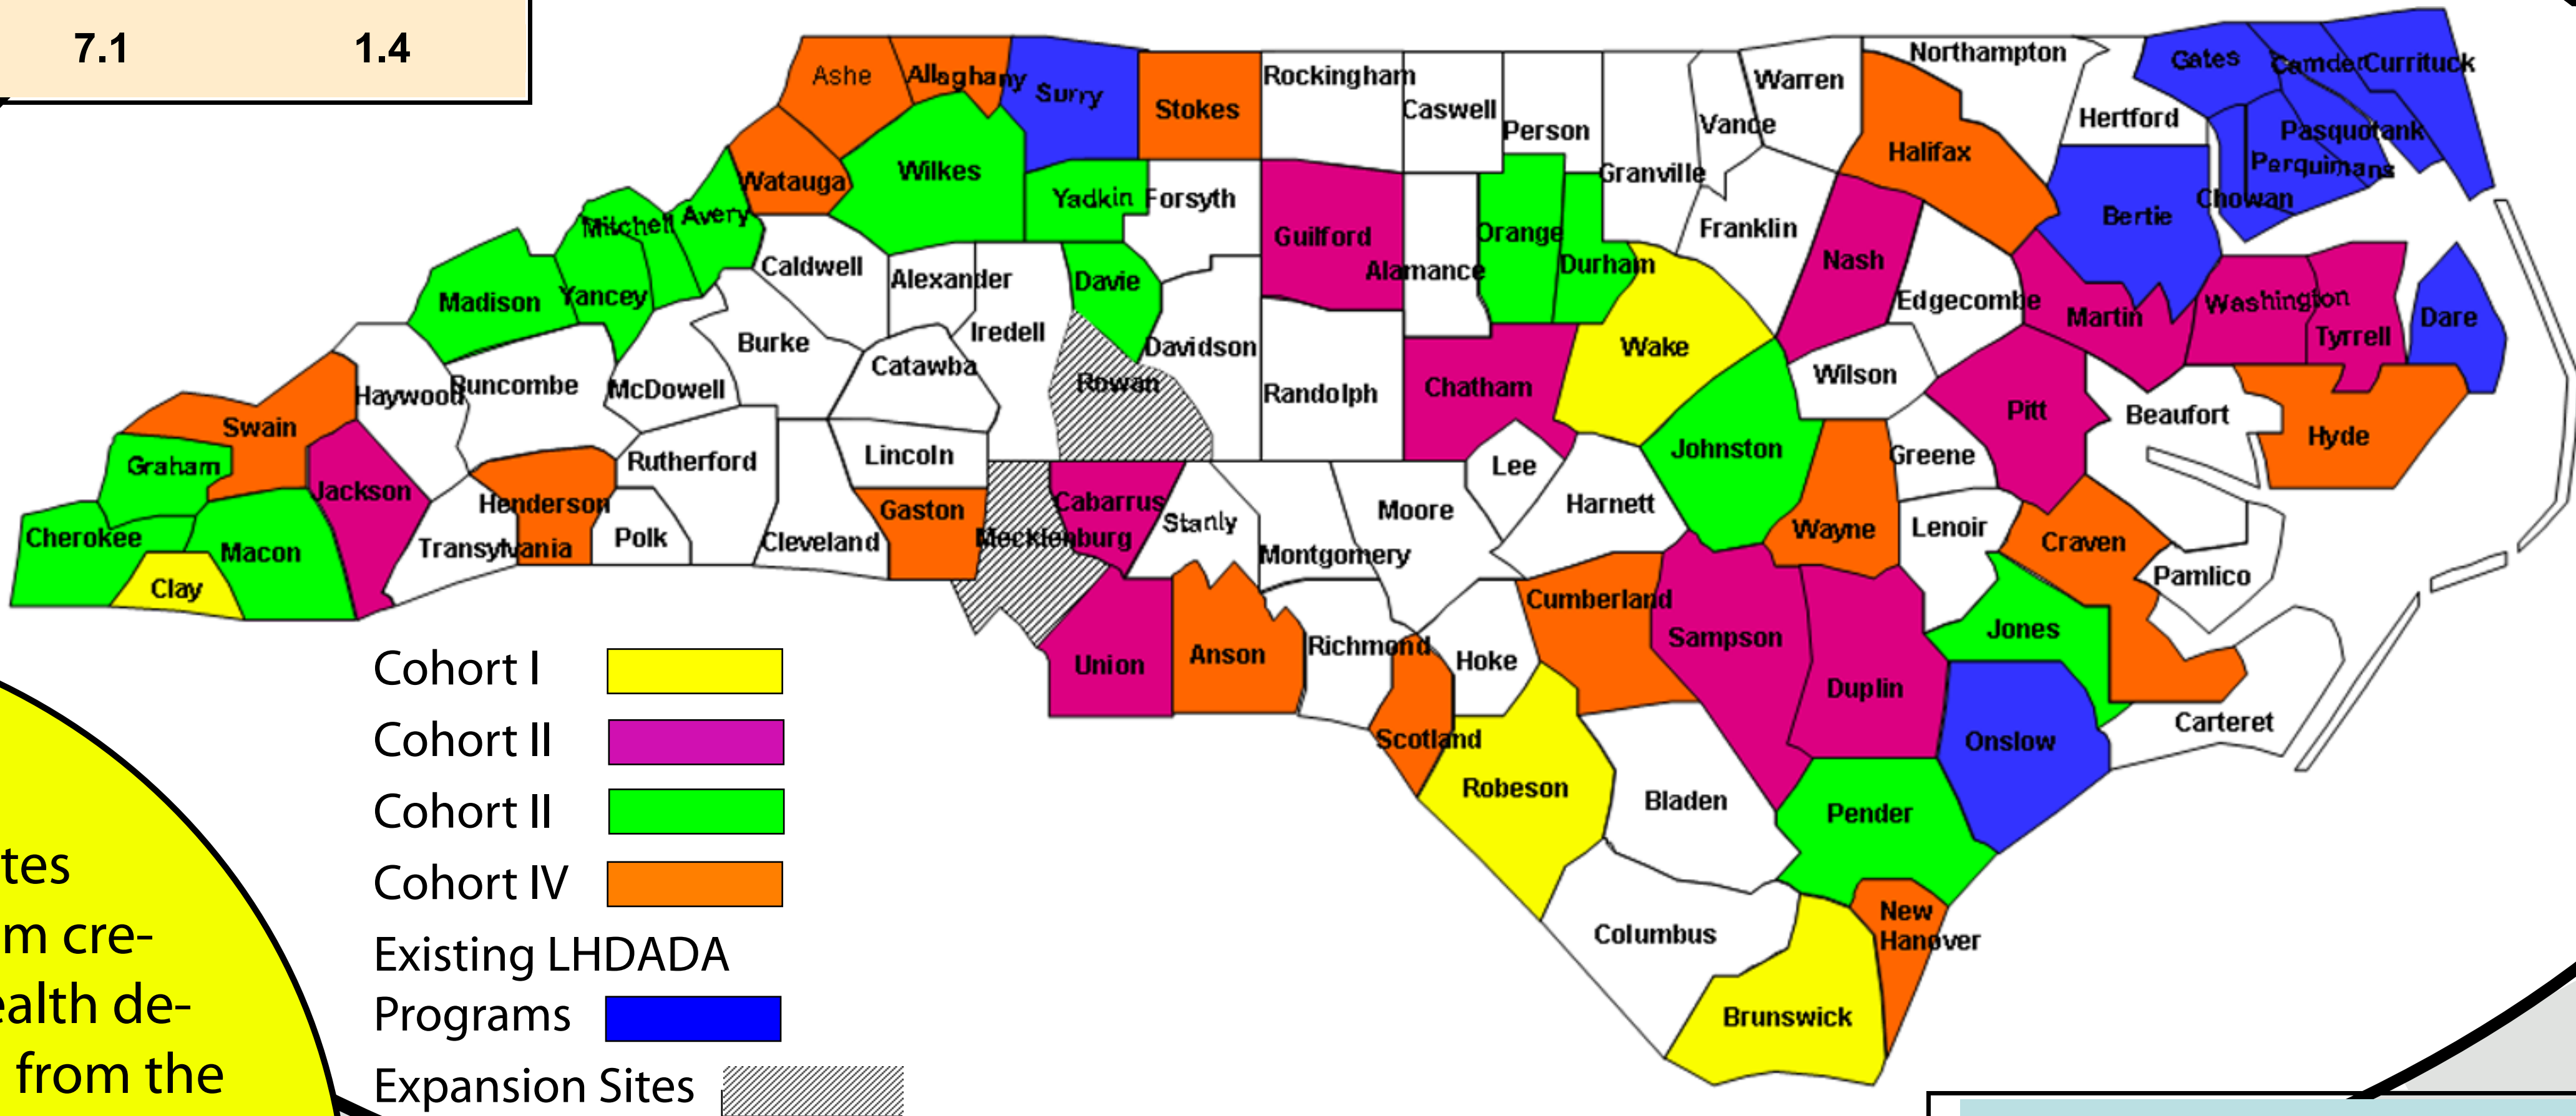 7.1 1.4
Ashe
Allaghany
Surry
Stokes
Rockingham
Caswell
Person
Granville
Vance
Warren
Northampton
Hertford
Gates
Camden
Currituck
Pasquotank
Perquimans
Chowan
Bertie
Halifax
Watauga
Wilkes
Yadkin
Forsyth
Guilford
Alamance
Orange
Durham
Franklin
Nash
Edgecombe
Martin
Washington
Tyrrell
Dare
Mitchell
Avery
Madison
Yancey
Caldwell
Alexander
Iredell
Davie
Davidson
Randolph
Chatham
Wake
Wilson
Pitt
Beaufort
Hyde
Haywood
Buncombe
McDowell
Burke
Catawba
Rowan
Swain
Graham
Jackson
Henderson
Rutherford
Lincoln
Gaston
Cabarrus
Mecklenburg
Stanly
Montgomery
Moore
Lee
Harnett
Johnston
Wayne
Greene
Lenoir
Craven
Pamlico
Cherokee
Clay
Macon
Transylvania
Polk
Cleveland
Union
Anson
Richmond
Scotland
Hoke
Cumberland
Sampson
Duplin
Jones
Onslow
Carteret
Robeson
Bladen
Pender
Columbus
Brunswick
New
Hanover
Cohort I
Cohort II
Cohort II
Cohort IV
Existing LHDADA
Programs
Expansion Sites
tes
m cre-
ealth de-
from the